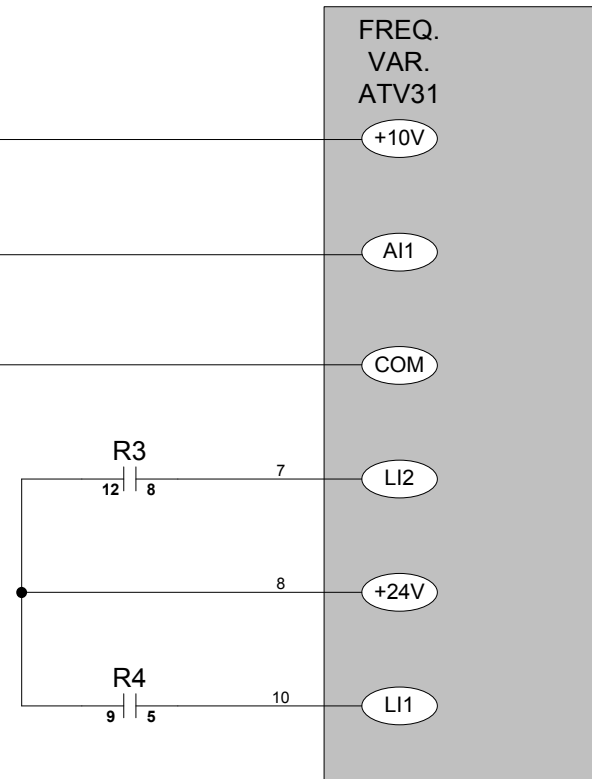 FREQ.
VAR.
ATV31
+10V
AI1
COM
R3
12 8 7 LI2
8 +24V
R4
9 5 10 LI1